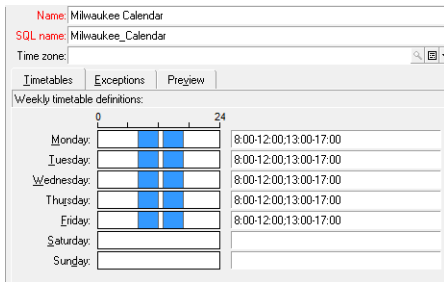 Name: Milwaukee Calendar
SQL name: Milwaukee_Calendar
Time zone:
Timetables Exceptions Preview
Weekly timetable definitions:
0 24
Monday: 8:00-12:00;13:00-17:00
Tuesday: 8:00-12:00;13:00-17:00
Wednesday: 8:00-12:00;13:00-17:00
Thursday: 8:00-12:00;13:00-17:00
Friday: 8:00-12:00;13:00-17:00
Saturday:
Sunday: